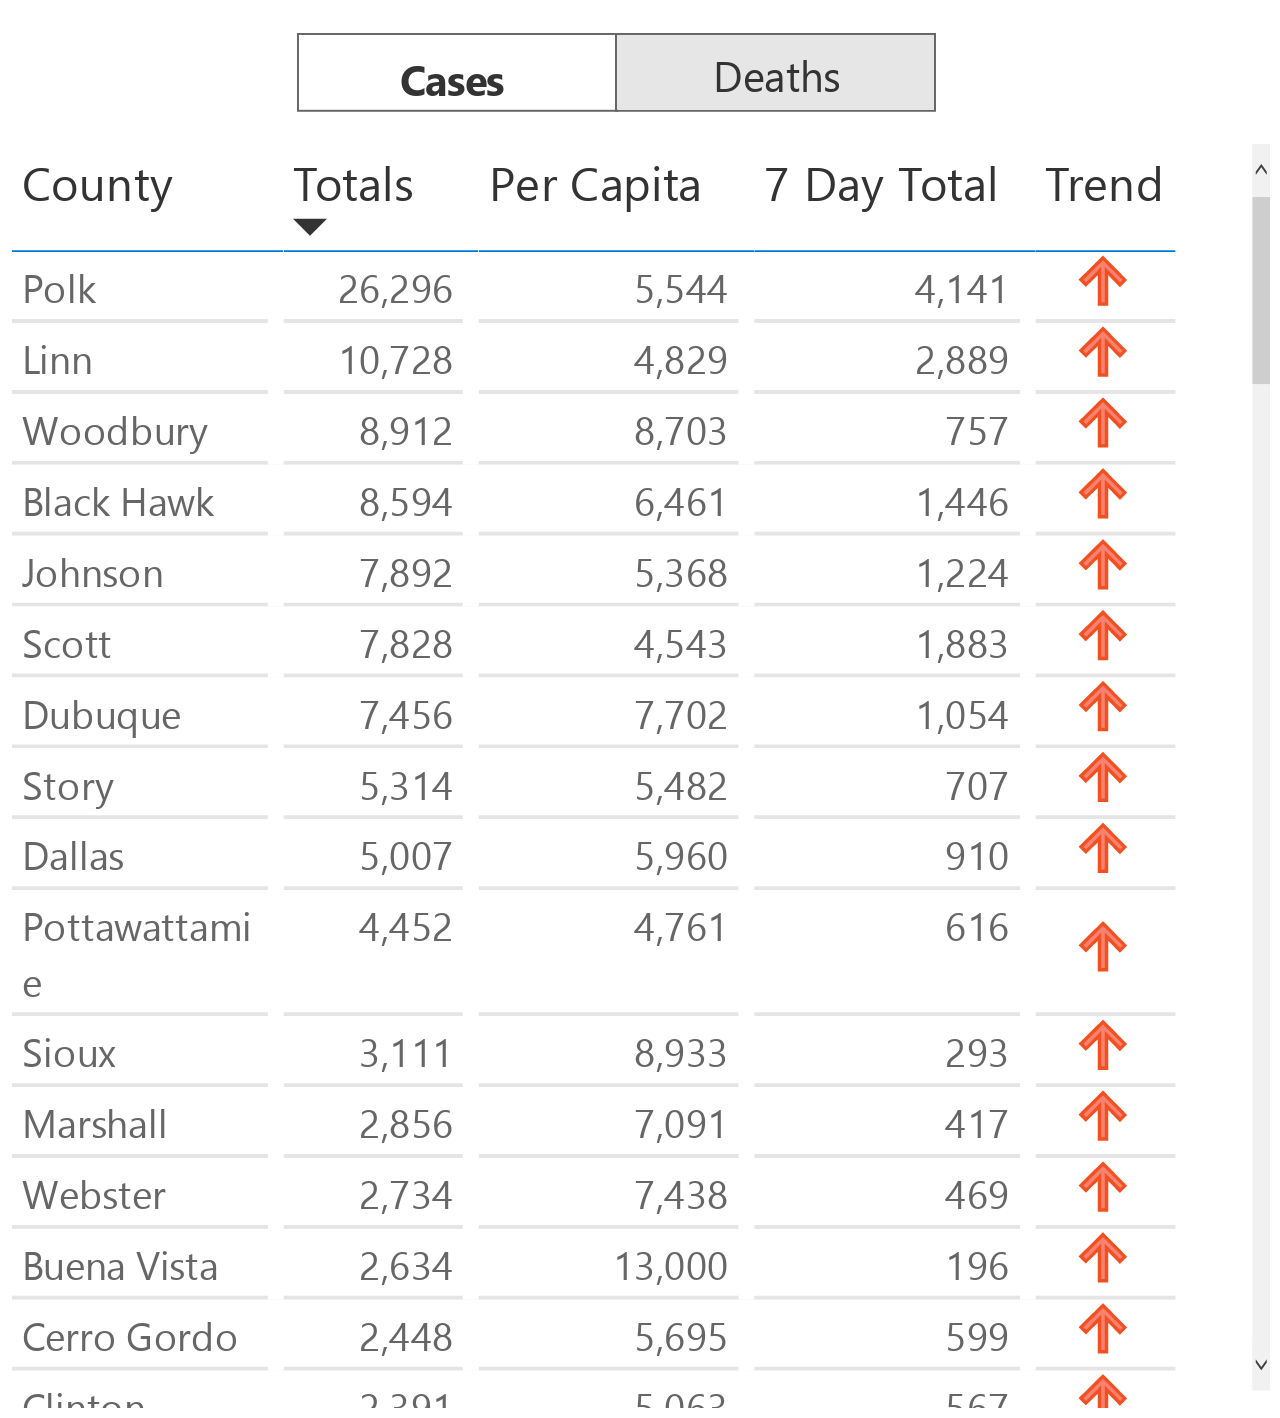 Cases Deaths
County Totals Per Capita 7 Day Total Trend
Polk 26,296 5,544 4,141
Linn 10,728 4,829 2,889
Woodbury 8,912 8,703 757
Black Hawk 8,594 6,461 1,446
Johnson 7,892 5,368 1,224
Scott 7,828 4,543 1,883
Dubuque 7,456 7,702 1,054
Story 5,314 5,482 707
Dallas 5,007 5,960 910
Pottawattami 4,452 4,761 616
e
Sioux 3,111 8,933 293
Marshall 2,856 7,091 417
Webster 2,734 7,438 469
Buena Vista 2,634 13,000 196
Cerro Gordo 2,448 5,695 599
Clinton 2,391 5,063 567